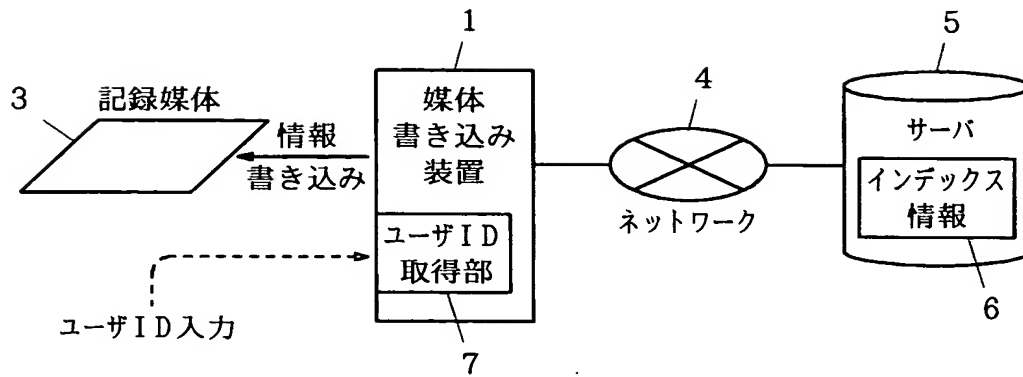 1
5
3
記録媒体
媒体
書き込み
装置
4
サーバ
情報
書き込み
インデックス
情報
ネットワーク
ユーザID
取得部
ユーザID入力
7
6